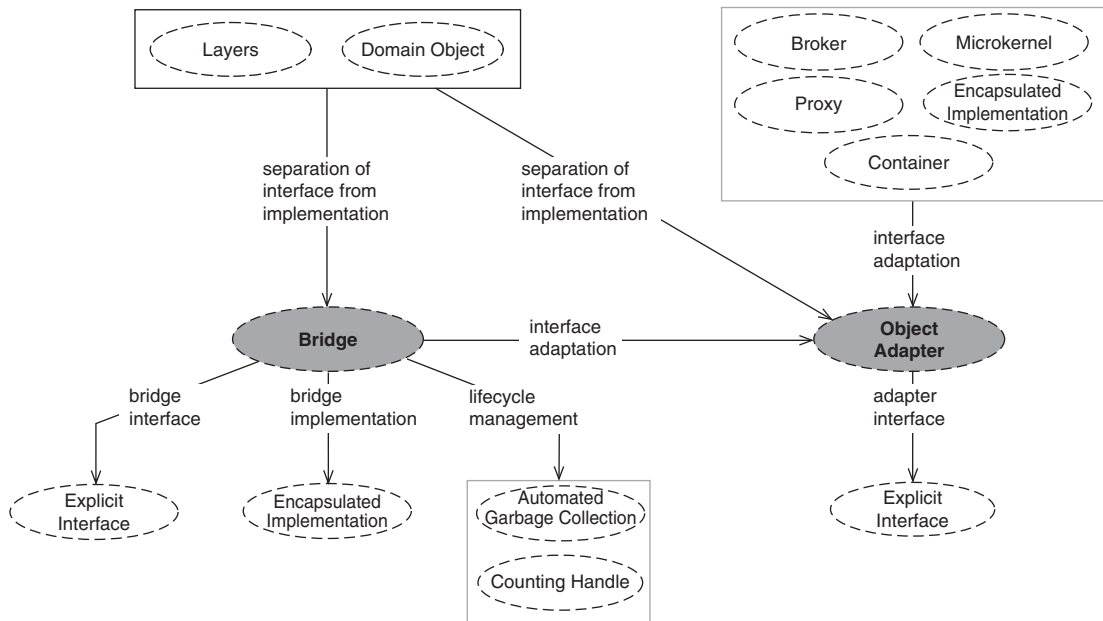 Layers
Domain Object
Broker
Microkernel
Proxy
Encapsulated
Implementation
Container
separation of
interface from
implementation
separation of
interface from
implementation
interface
adaptation
Bridge
interface
adaptation
Object
Adapter
bridge
interface
bridge
implementation
lifecycle
management
adapter
interface
Explicit
Interface
Encapsulated
Implementation
Automated
Garbage Collection
Counting Handle
Explicit
Interface